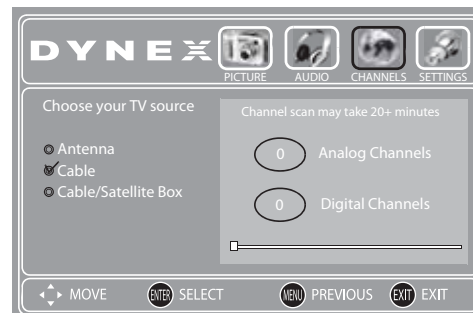 DYNEX
PICTURE AUDIO CHANNELS SETTINGS
Choose your TV source
Antenna
Cable
Cable/Satellite Box
Channel scan may take 20+ minutes
0 Analog Channels
0 Digital Channels
MOVE ENTER SELECT MENU PREVIOUS EXIT EXIT